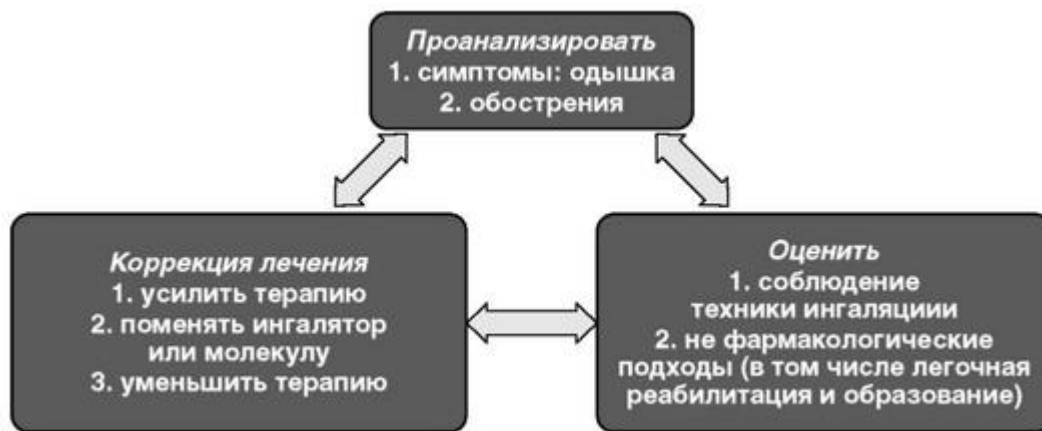 Проанализировать
1. симптомы: одышка
2. обострения
Коррекция лечения
1. усилить терапию
2. поменять ингалятор
или молекулу
3. уменьшить терапию
Оценить
1. соблюдение
техники ингаляциии
2. не фармакологические
подходы (в том числе легочная
реабилитация и образование)